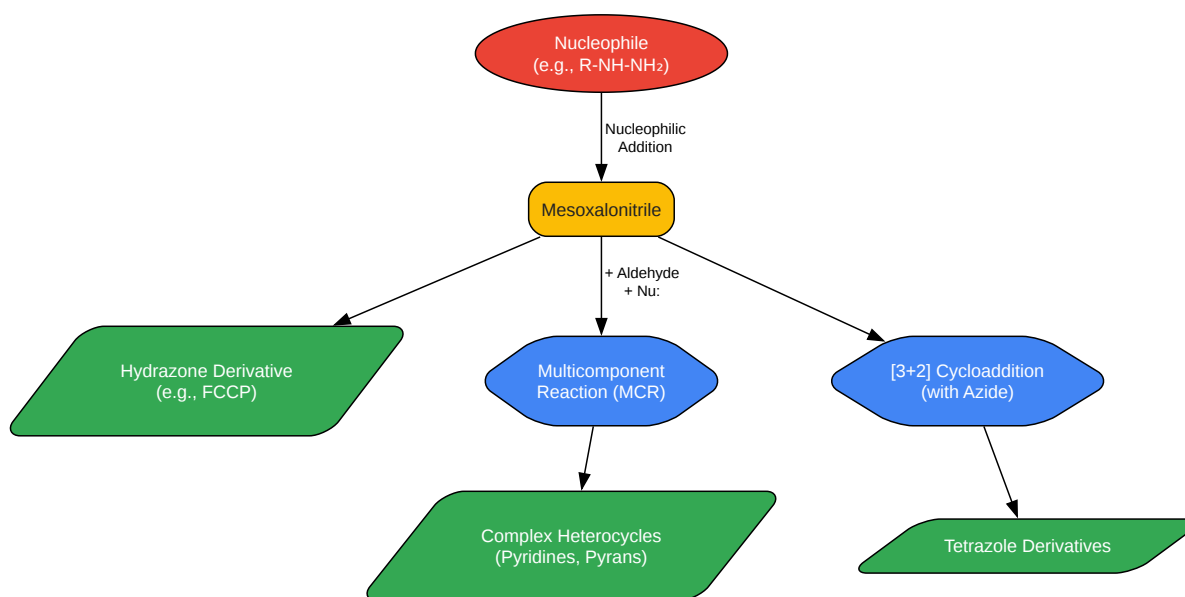 Nucleophile
(e.g., R-NH-NH₂)
Nucleophilic
Addition
Mesoxalonitrile
+ Aldehyde
+ Nu:
Hydrazone Derivative
(e.g., FCCP)
Multicomponent
Reaction (MCR)
[3+2] Cycloaddition
(with Azide)
Complex Heterocycles
(Pyridines, Pyrans)
Tetrazole Derivatives